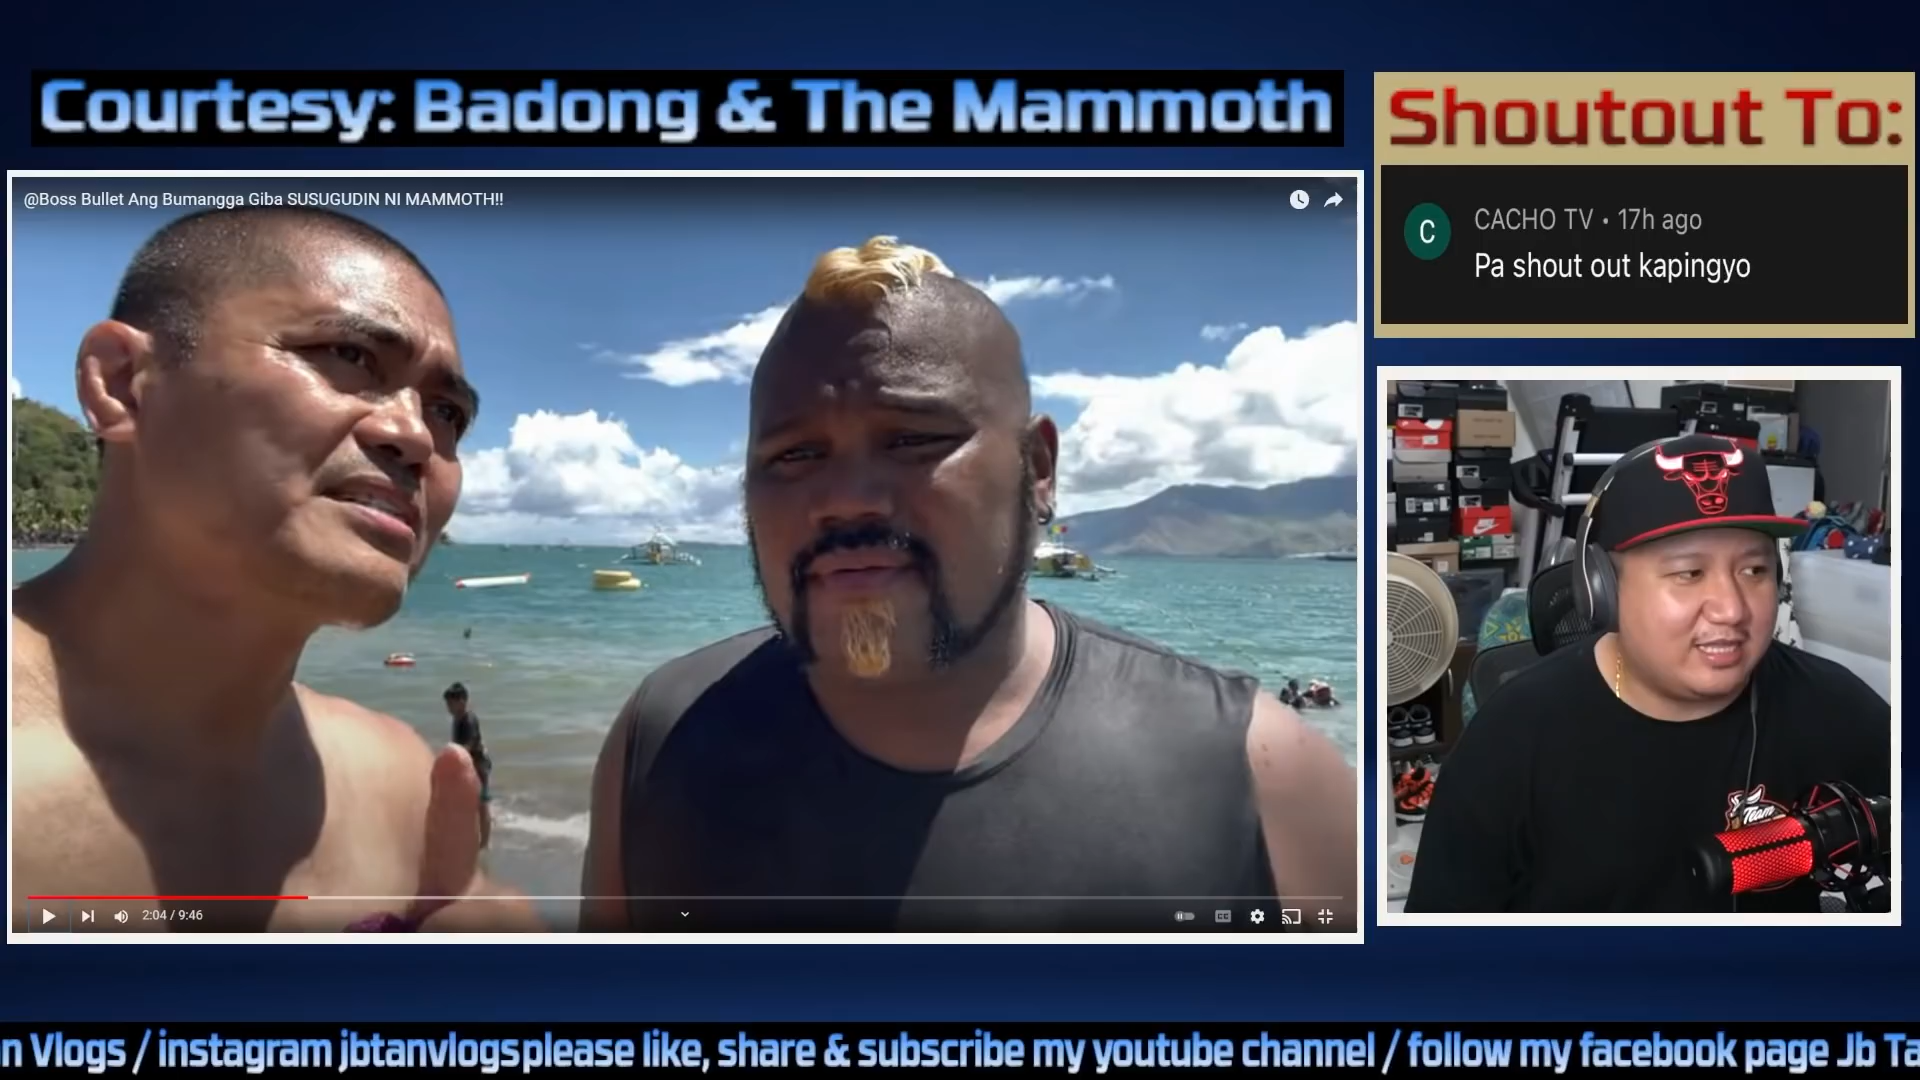 Courtesy: Badong & The Mammoth
Shoutout To:
@Boss Bullet Ang Bumangga Giba SUSUGUDIN NI MAMMOTH!!
C
CACHO TV • 17h ago
Pa shout out kapingyo
Team
2:04 / 9:46
CC
n Vlogs / instagram jbtanvlogsplease like, share & subscribe my youtube channel / follow my facebook page Jb Ta